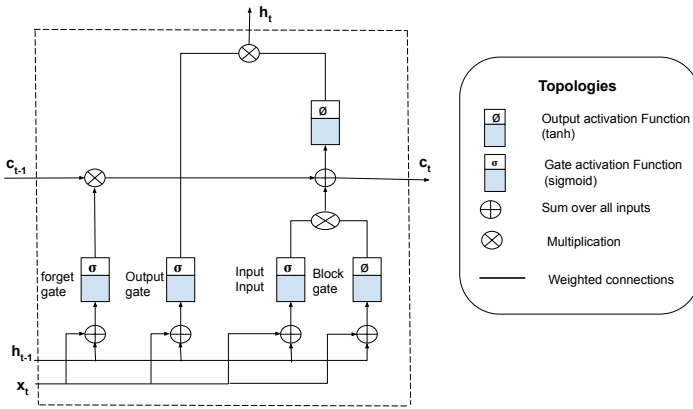 h_t
Ø
c_{t-1}
c_t
forget gate
σ
Output gate
σ
Input Input
σ
Block gate
Ø
h_{t-1}
x_t
Topologies
Ø
Output activation Function
(tanh)
σ
Gate activation Function
(sigmoid)
Sum over all inputs
Multiplication
Weighted connections